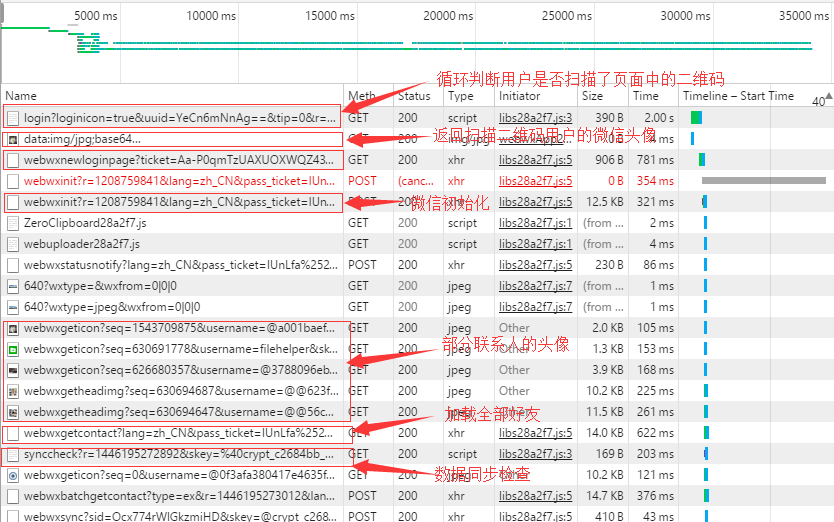 5000 ms 10000 ms 15000 ms 20000 ms 25000 ms 30000 ms 35000 ms
循环判断用户是否扫描了页面中的二维码
Name Meth Status Type Initiator Size Time Timeline – Start Time 40
login?loginicon=true&uuid=YeCn6mNnAg==&tip=0&r=... GET 200 script libs28a2f7.js:3 390 B 2.00 s
data:img/jpg;base64... GET 200 img/jpg webwxApp2...
返回扫描二维码用户的微信头像
webwxnewloginpage?ticket=Aa-P0qmTzUAXUOXWQZ43... GET 200 xhr libs28a2f7.js:5 906 B 781 ms
webwxinit?r=1208759841&lang=zh_CN&pass_ticket=IUn... POST (canc... xhr libs28a2f7.js:5 0 B 354 ms
webwxinit?r=1208759841&lang=zh_CN&pass_ticket=IUn... 200 libs28a2f7.js:5 12.5 KB 321 ms
微信初始化
ZeroClipboard28a2f7.js GET 200 script libs28a2f7.js:1 (from ... 2 ms
webuploader28a2f7.js GET 200 script libs28a2f7.js:1 (from ... 4 ms
webwxstatusnotify?lang=zh_CN&pass_ticket=IUnLfa%252... POST 200 xhr libs28a2f7.js:5 230 B 86 ms
640?wxtype=&wxfrom=0|0|0 GET 200 jpeg libs28a2f7.js:7 (from ... 1 ms
640?wxtype=jpeg&wxfrom=0|0|0 GET 200 jpeg libs28a2f7.js:7 (from ... 1 ms
webwxgeticon?seq=1543709875&username=@a001baef... GET 200 jpeg Other 2.0 KB 105 ms
webwxgeticon?seq=630691778&username=filehelper&sk... GET 200 jpeg Other 1.3 KB 153 ms
部分联系人的头像
webwxgeticon?seq=626680357&username=@3788096eb... GET 200 jpeg Other 3.9 KB 168 ms
webwxgetheadimg?seq=630694687&username=@@623f... GET 200 jpeg Other 10.2 KB 225 ms
webwxgetheadimg?seq=630694647&username=@@56c... GET 200 jpeg Other 11.5 KB 261 ms
加载全部好友
webwxgetcontact?lang=zh_CN&pass_ticket=IUnLfa%252... GET 200 xhr libs28a2f7.js:5 14.0 KB 622 ms
synccheck?r=1446195272892&skey=%40crypt_c2684bb_... GET 200 script libs28a2f7.js:3 169 B 203 ms
数据同步检查
webwxgeticon?seq=0&username=@0f3afa380417e4635f... GET 200 jpeg Other 10.2 KB 121 ms
webwxbatchgetcontact?type=ex&r=1446195273012&lan... POST 200 xhr libs28a2f7.js:5 14.7 KB 376 ms
webwxsync?sid=Ocx774rWIGkzmiHD&skey=@crypt_c268... POST 200 xhr libs28a2f7.js:5 410 B 43 ms